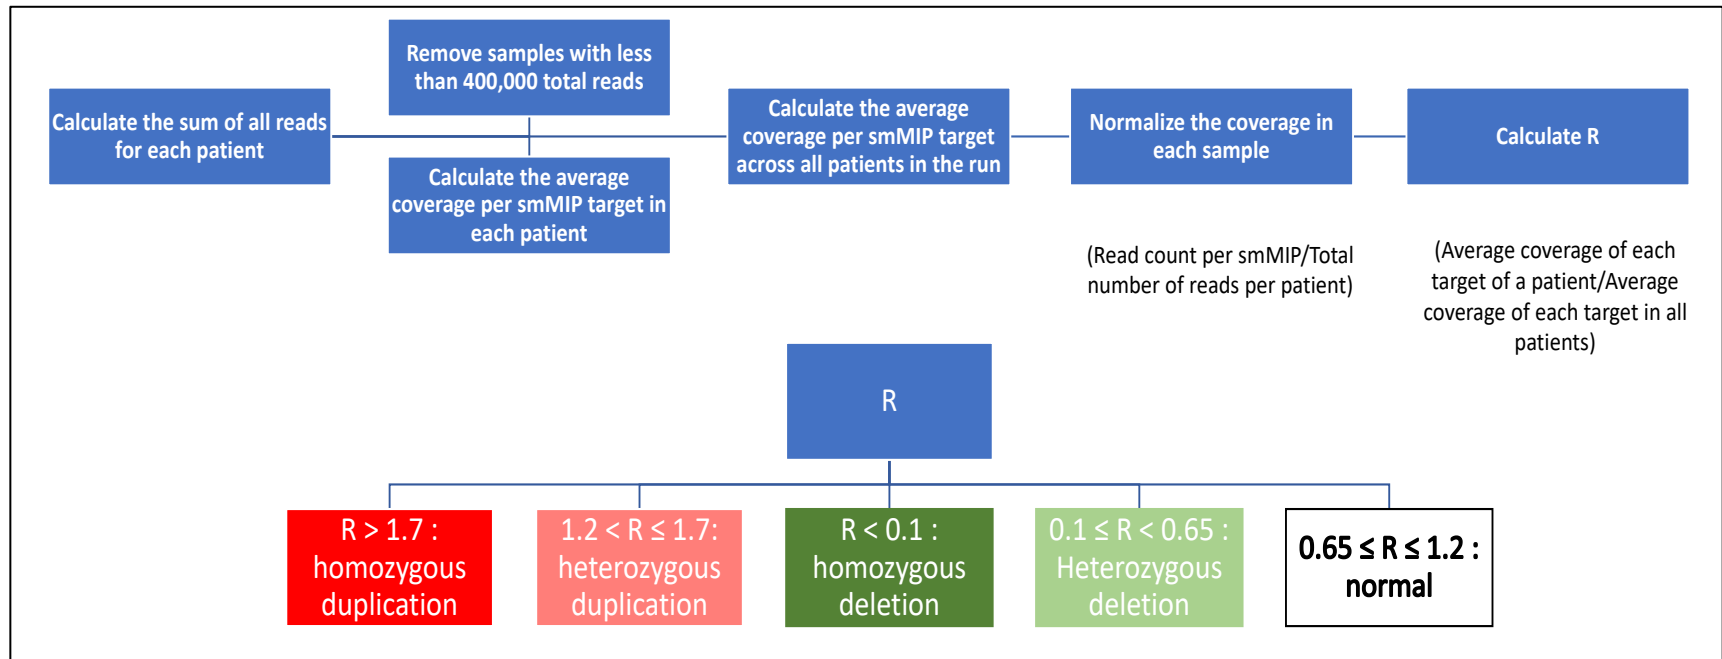 Remove samples with less
than 400,000 total reads
Calculate the sum of all reads
for each patient
Calculate the average
coverage per smMIP target in
each patient
Calculate the average
coverage per smMIP target
across all patients in the run
Normalize the coverage in
each sample
Calculate R
(Read count per smMIP/Total
number of reads per patient)
(Average coverage of each
target of a patient/Average
coverage of each target in all
patients)
R
R > 1.7 :
homozygous
duplication
1.2 < R ≤ 1.7:
heterozygous
duplication
R < 0.1 :
homozygous
deletion
0.1 ≤ R < 0.65 :
Heterozygous
deletion
0.65 ≤ R ≤ 1.2 :
normal